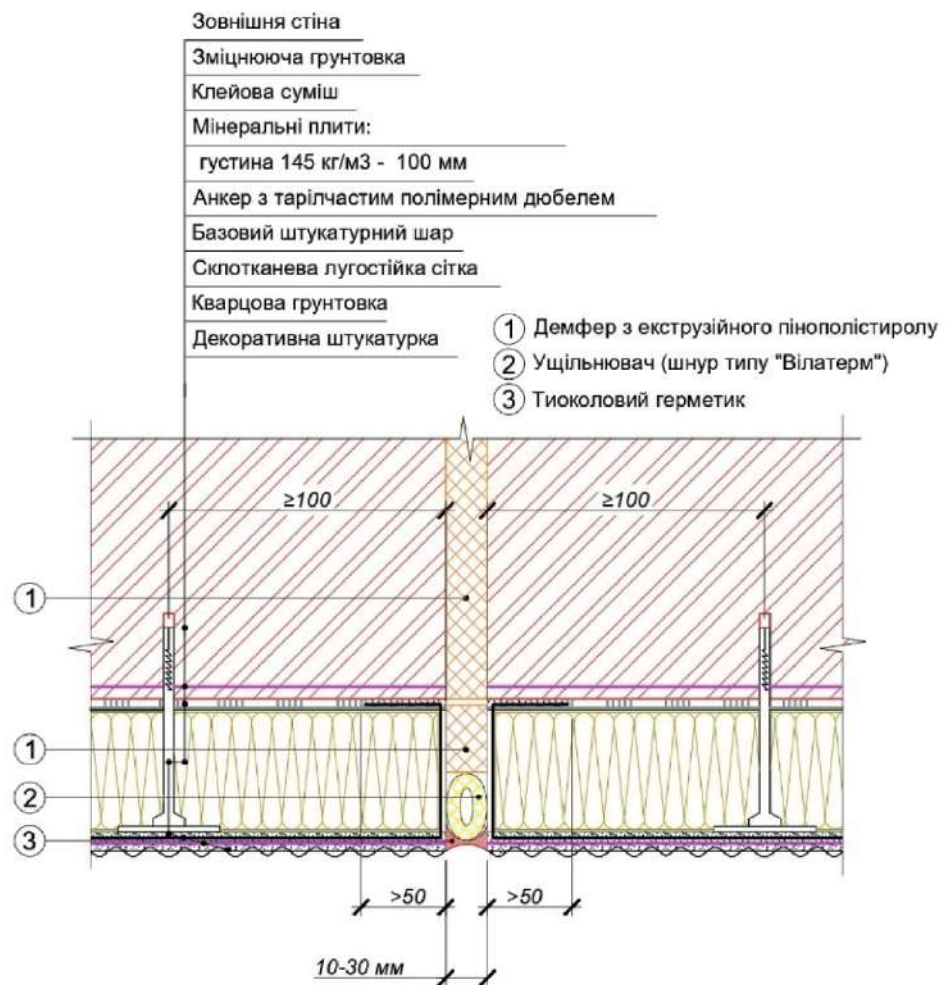 Зовнішня стіна
Зміцнююча грунтовка
Клейова суміш
Мінеральні плити:
густина 145 кг/м3 - 100 мм
Анкер з тарілчастим полімерним дюбелем
Базовий штукатурний шар
Склотканева лугостійка сітка
Кварцова грунтовка
Декоративна штукатурка
1 Демфер з екструзійного пінополістиролу
2 Ущільнювач (шнур типу "Вілатерм")
3 Тиоколовий герметик
≥100 ≥100
1
1
2
3
>50 >50
10-30 мм